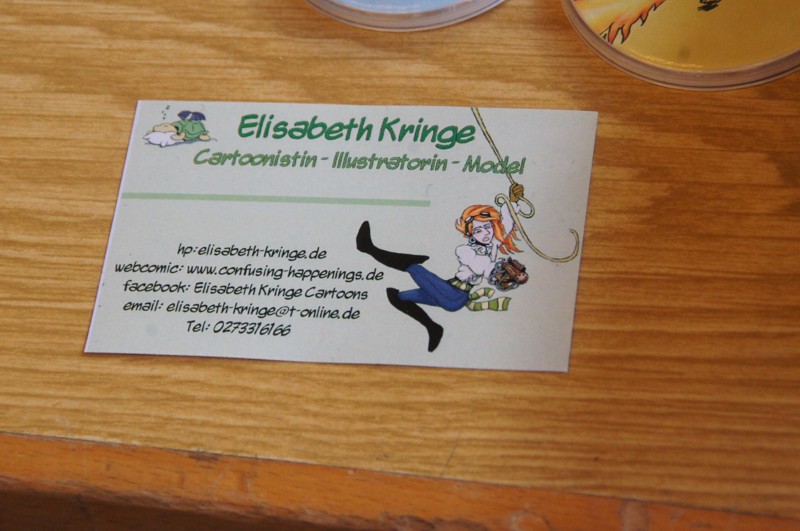 Elisabeth Kringe
Cartoonistin - Illustratorin - Model
hp:elisabeth-kringe.de
webcomic: www.confusing-happenings.de
facebook: Elisabeth Kringe Cartoons
email: elisabeth-kringe@t-online.de
Tel: 0273316166